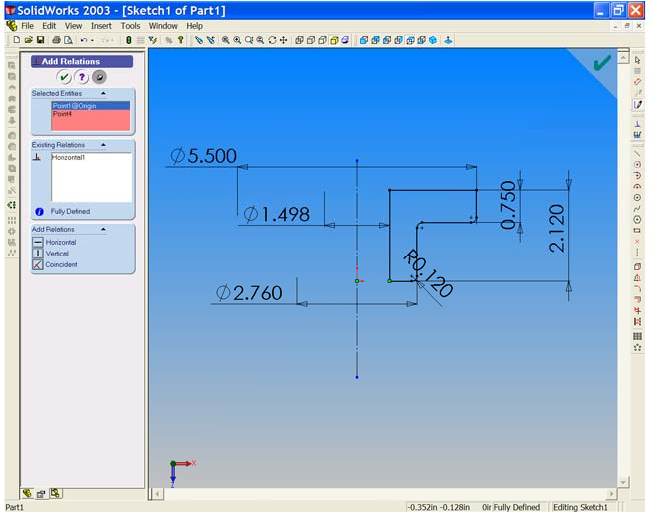 SolidWorks 2003 - [Sketch1 of Part1]
File Edit View Insert Tools Window Help
Add Relations
?
Selected Entities
Point1@Origin
Point4
Existing Relations
Horizontal1
Fully Defined
Add Relations
Horizontal
Vertical
Coincident
∅5.500
∅1.498
∅2.760
R0.120
0.750
2.120
X
Part1
-0.352in -0.128in 0in Fully Defined Editing Sketch1